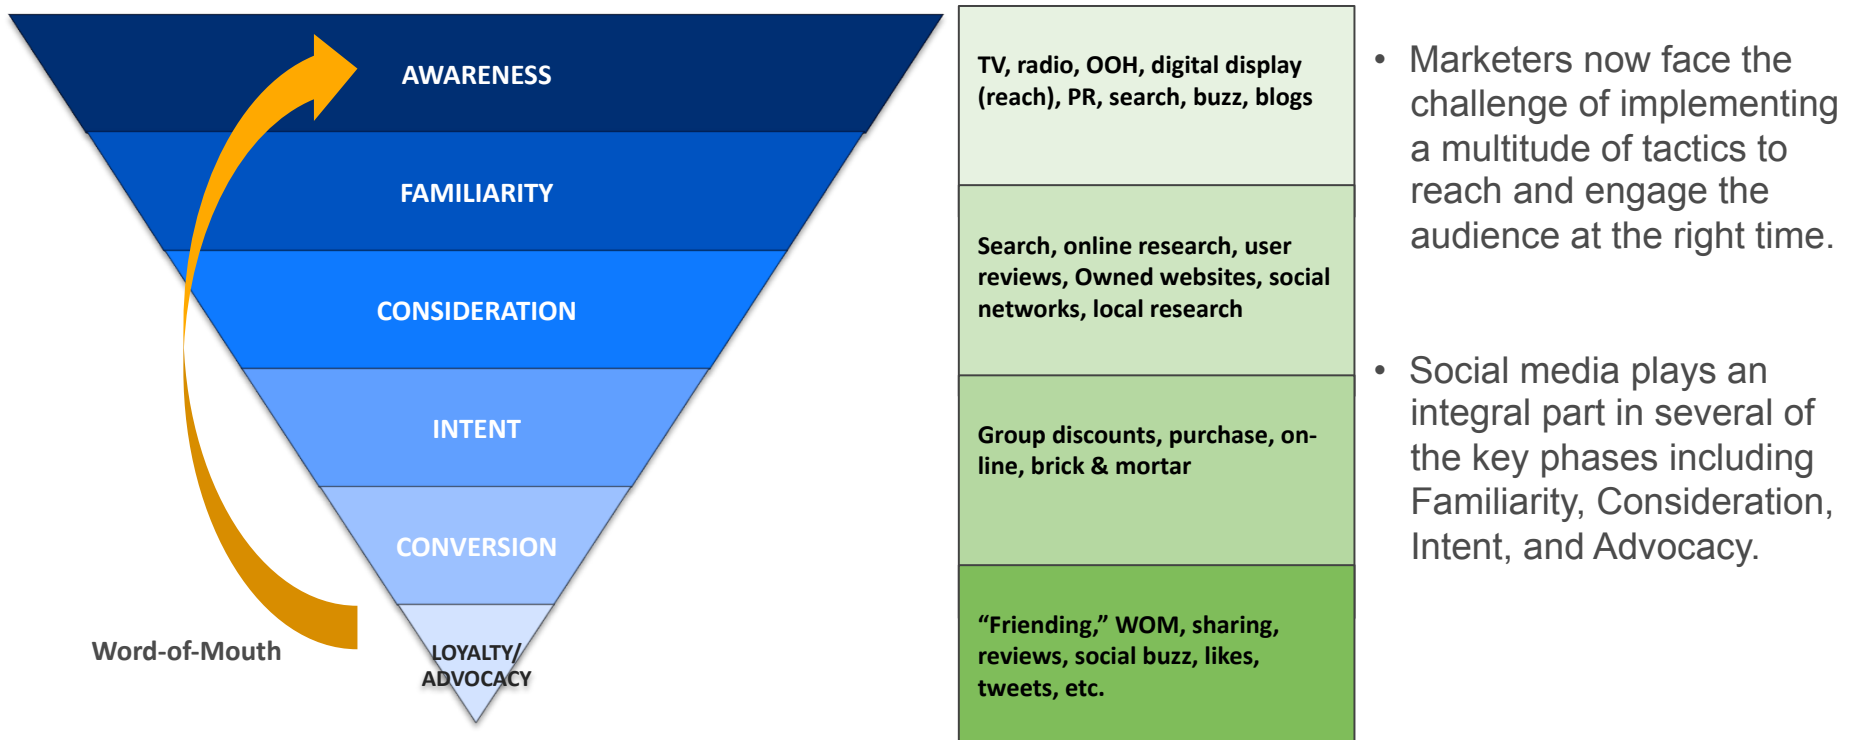 AWARENESS
FAMILIARITY
CONSIDERATION
INTENT
CONVERSION
LOYALTY/
ADVOCACY
Word-of-Mouth
TV, radio, OOH, digital display
(reach), PR, search, buzz, blogs
Search, online research, user
reviews, Owned websites, social
networks, local research
Group discounts, purchase, on-
line, brick & mortar
“Friending,” WOM, sharing,
reviews, social buzz, likes,
tweets, etc.
• Marketers now face the
challenge of implementing
a multitude of tactics to
reach and engage the
audience at the right time.
• Social media plays an
integral part in several of
the key phases including
Familiarity, Consideration,
Intent, and Advocacy.